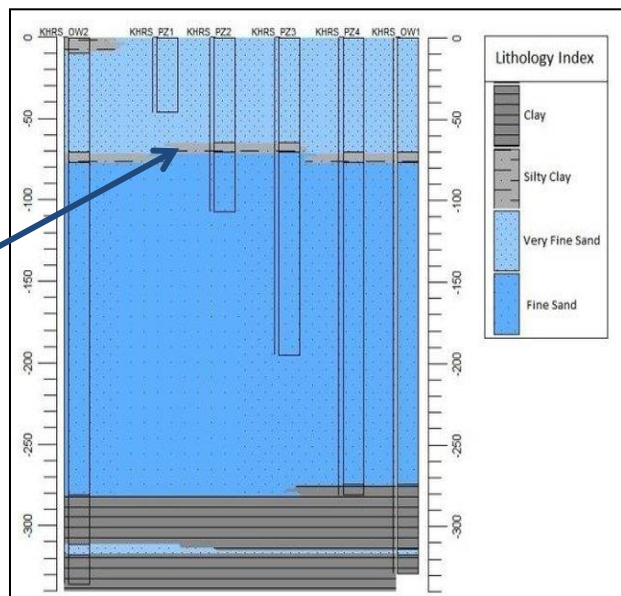 KHRS_OW2 KHRS_PZ1 KHRS_PZ2 KHRS_PZ3 KHRS_PZ4 KHRS_OW1
0 0
-50 -50
-100 -100
-150 -150
-200 -200
-250 -250
-300 -300
Lithology Index
Clay
Silty Clay
Very Fine Sand
Fine Sand